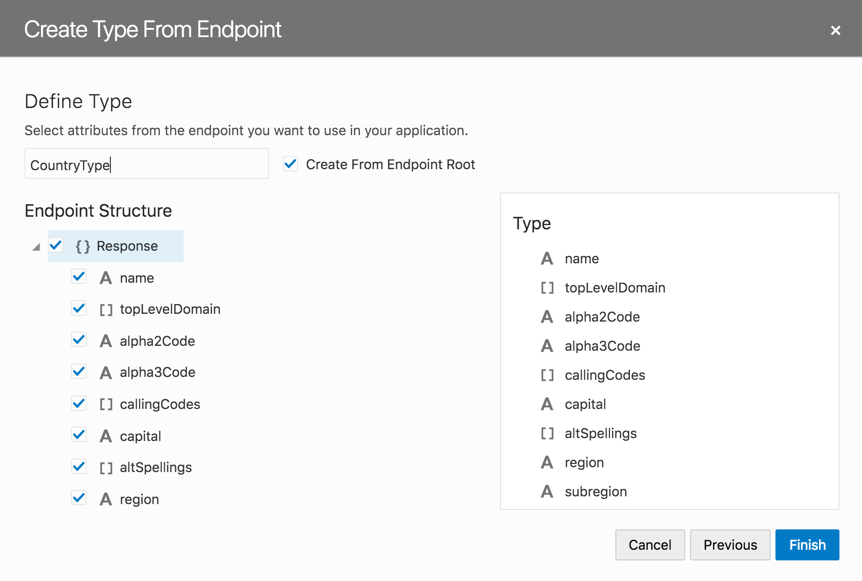 Create Type From Endpoint
×
Define Type
Select attributes from the endpoint you want to use in your application.
CountryType
Create From Endpoint Root
Endpoint Structure
{} Response
A name
[] topLevelDomain
A alpha2Code
A alpha3Code
[] callingCodes
A capital
[] altSpellings
A region
Type
A name
[] topLevelDomain
A alpha2Code
A alpha3Code
[] callingCodes
A capital
[] altSpellings
A region
A subregion
Cancel
Previous
Finish